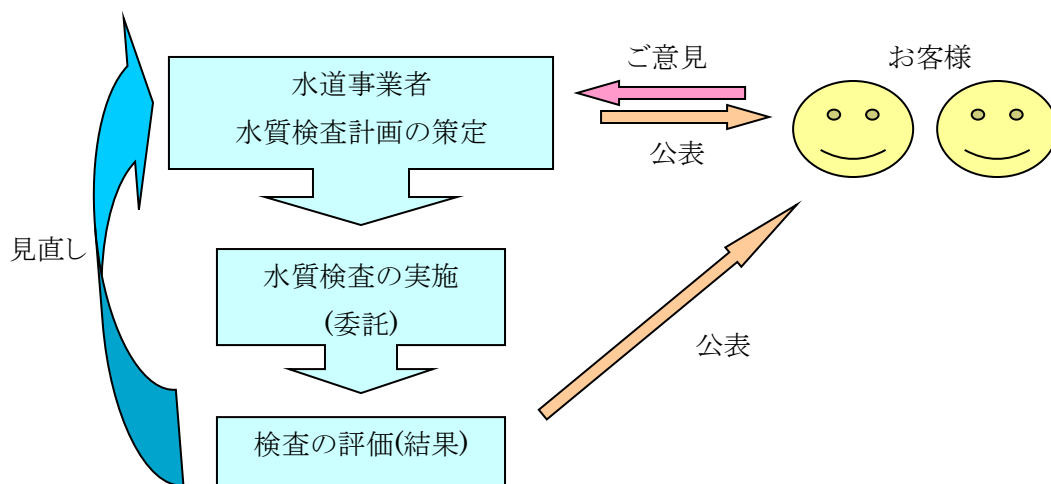 ご意見
お客様
水道事業者
水質検査計画の策定
公表
見直し
水質検査の実施
(委託)
公表
検査の評価(結果)